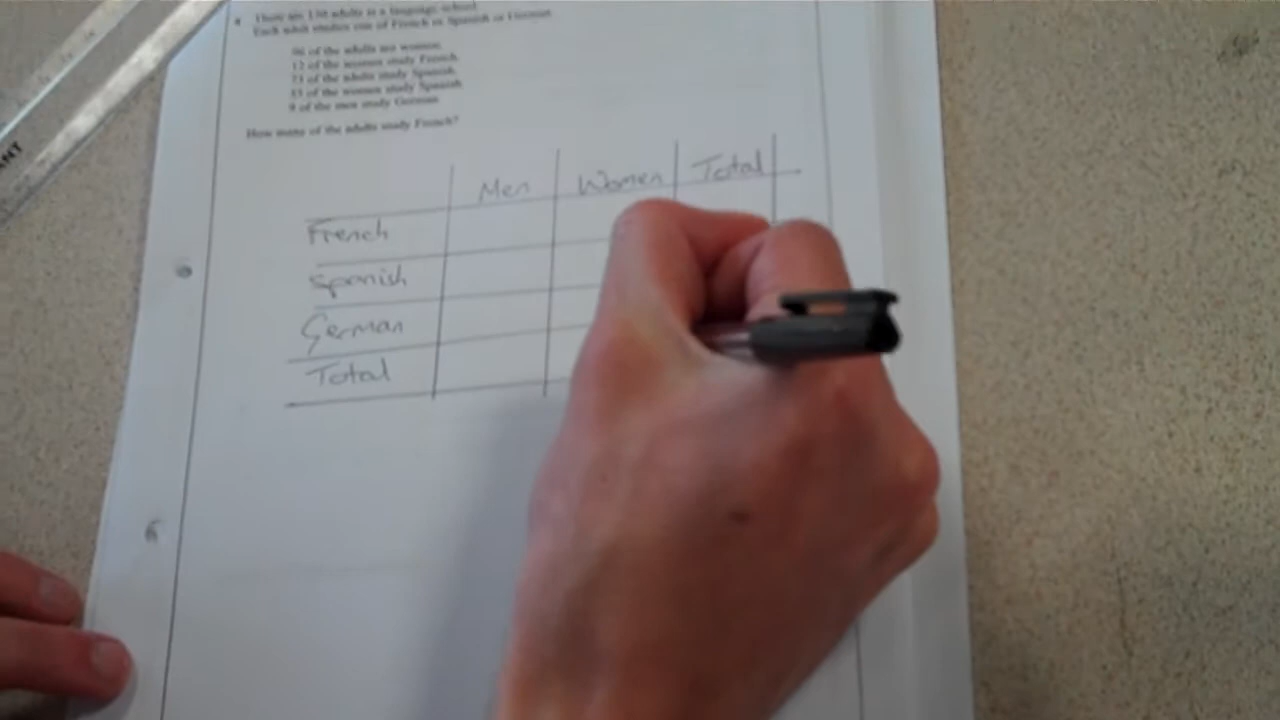 4 There are 150 adults in a language school.
Each adult studies one of French or Spanish or German.
96 of the adults are women.
12 of the women study French.
73 of the adults study Spanish.
55 of the women study Spanish.
9 of the men study German.
How many of the adults study French?
Men Women Total
French
Spanish
German
Total